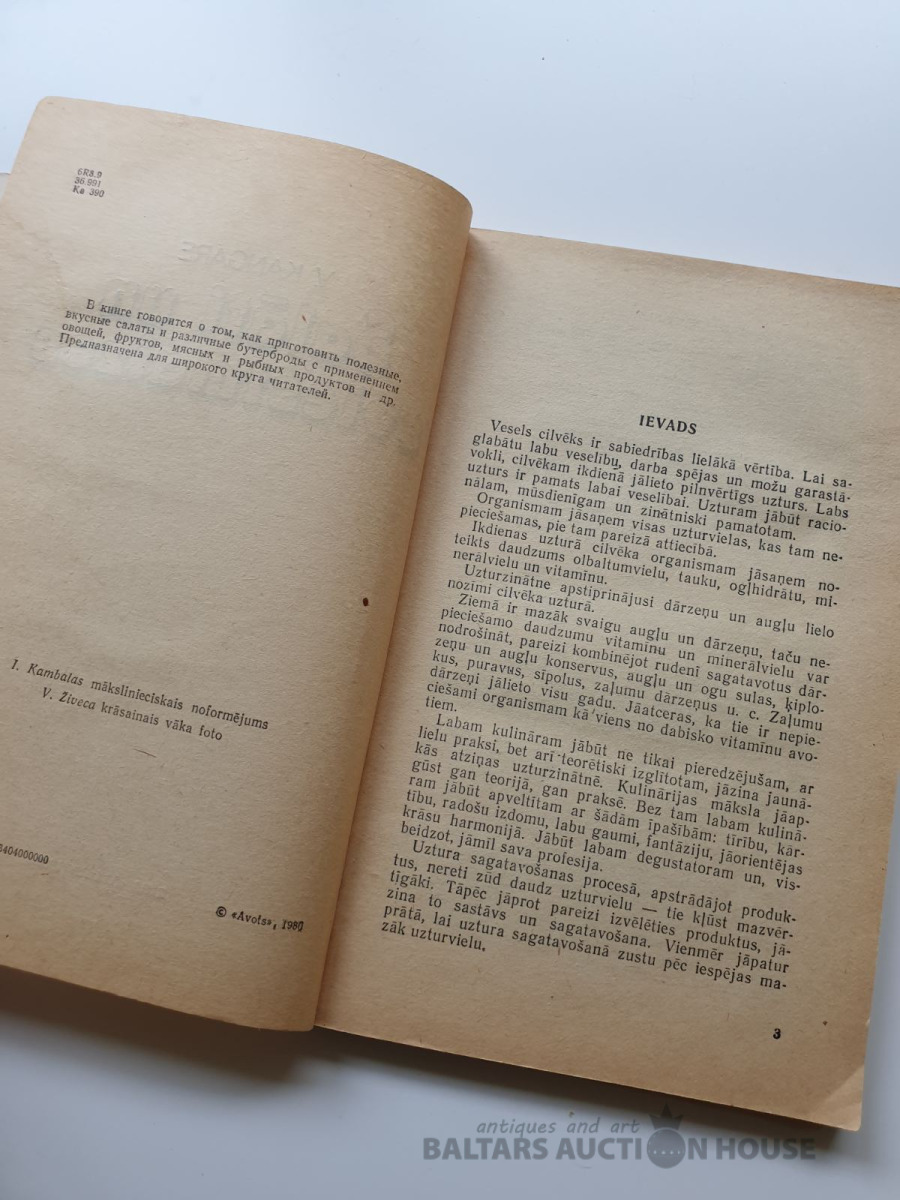 6R8.9
36.991
Ka 390
В книге говорится о том, как приготовить полезные,
вкусные салаты и различные бутерброды с применением
овощей, фруктов, мясных и рыбных продуктов и др.
Предназначена для широкого круга читателей.
I. Kambalas mākslinieciskais noformējums
V. Živeca krāsainais vāka foto
404000000
© «Avots», 1980
IEVADS
Vesels cilvēks ir sabiedrības lielākā vērtība. Lai sa-
glabātu labu veselību, darba spējas un možu garastā-
vokli, cilvēkam ikdienā jālieto pilnvērtīgs uzturs. Labs
uzturs ir pamats labai veselībai. Uzturam jābūt racio-
nālam, mūsdienīgam un zinātniski pamatotam.
Organismam jāsaņem visas uzturvielas, kas tam ne-
pieciešamas, pie tam pareizā attiecībā.
Ikdienas uzturā cilvēka organismam jāsaņem no-
teikts daudzums olbaltumvielu, tauku, ogļhidrātu, mi-
nerālvielu un vitamīnu.
Uzturzinātne apstiprinājusi dārzeņu un augļu lielo
nozīmi cilvēka uzturā.
Ziemā ir mazāk svaigu augļu un dārzeņu, taču ne-
pieciešamo daudzumu vitamīnu un minerālvielu var
nodrošināt, pareizi kombinējot rudenī sagatavotus dār-
zeņu un augļu konservus, augļu un ogu sulas, ķiplo-
kus, puravus, sīpolus, zaļumu dārzeņus u. c. Zaļumu
dārzeņi jālieto visu gadu. Jāatceras, ka tie ir nepie-
ciešami organismam kā viens no dabisko vitamīnu avo-
tiem.
Labam kulināram jābūt ne tikai pieredzējušam, ar
lielu praksi, bet arī teorētiski izglītotam, jāzina jaunā-
kās atziņas uzturzinātnē. Kulinārijas māksla jāap-
gūst gan teorijā, gan praksē. Bez tam labam kulinā-
ram jābūt apveltītam ar šādām īpašībām: tīrību, kār-
tību, radošu izdomu, labu gaumi, fantāziju, jāorientējas
krāsu harmonijā. Jābūt labam degustatoram un, vis-
beidzot, jāmīl sava profesija.
Uztura sagatavošanas procesā, apstrādājot produk-
tus, nereti zūd daudz uzturvielu — tie kļūst mazvēr-
tīgāki. Tāpēc jāprot pareizi izvēlēties produktus, jā-
zina to sastāvs un sagatavošana. Vienmēr jāpatur
prātā, lai uztura sagatavošanā zustu pēc iespējas ma-
zāk uzturvielu.
3
antiques and art
BALTARS AUCTION HOUSE